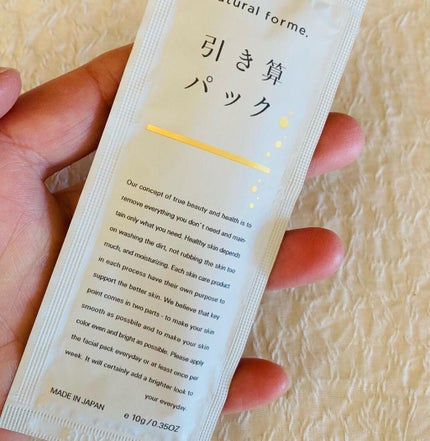 natural forme.
引き算
パック
Our concept of true beauty and health is to
remove everything you don't need and main-
tain only what you need. Healthy skin depends
on washing the dirt, not rubbing the skin too
much, and moisturizing. Each skin care product
in each process have their own purpose to
support the better skin. We believe that key
point comes in two parts - to make your skin
smooth as possbile and to make your skin
color even and bright as possible. Please apply
the facial pack everyday or at least once per
week. It will certainly add a brighter look to
your everyday.
MADE IN JAPAN
e 10g / 0.35OZ